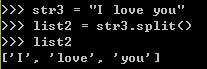 >>> str3 = "I love you"
>>> list2 = str3.split()
>>> list2
['I', 'love', 'you']